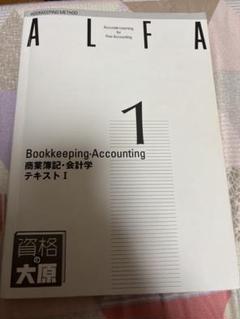 BOOKKEEPING METHOD
ALFA
Accurate Learning
for
Fine Accounting
1
Bookkeeping・Accounting
商業簿記・会計学
テキストⅠ
資格の
大原